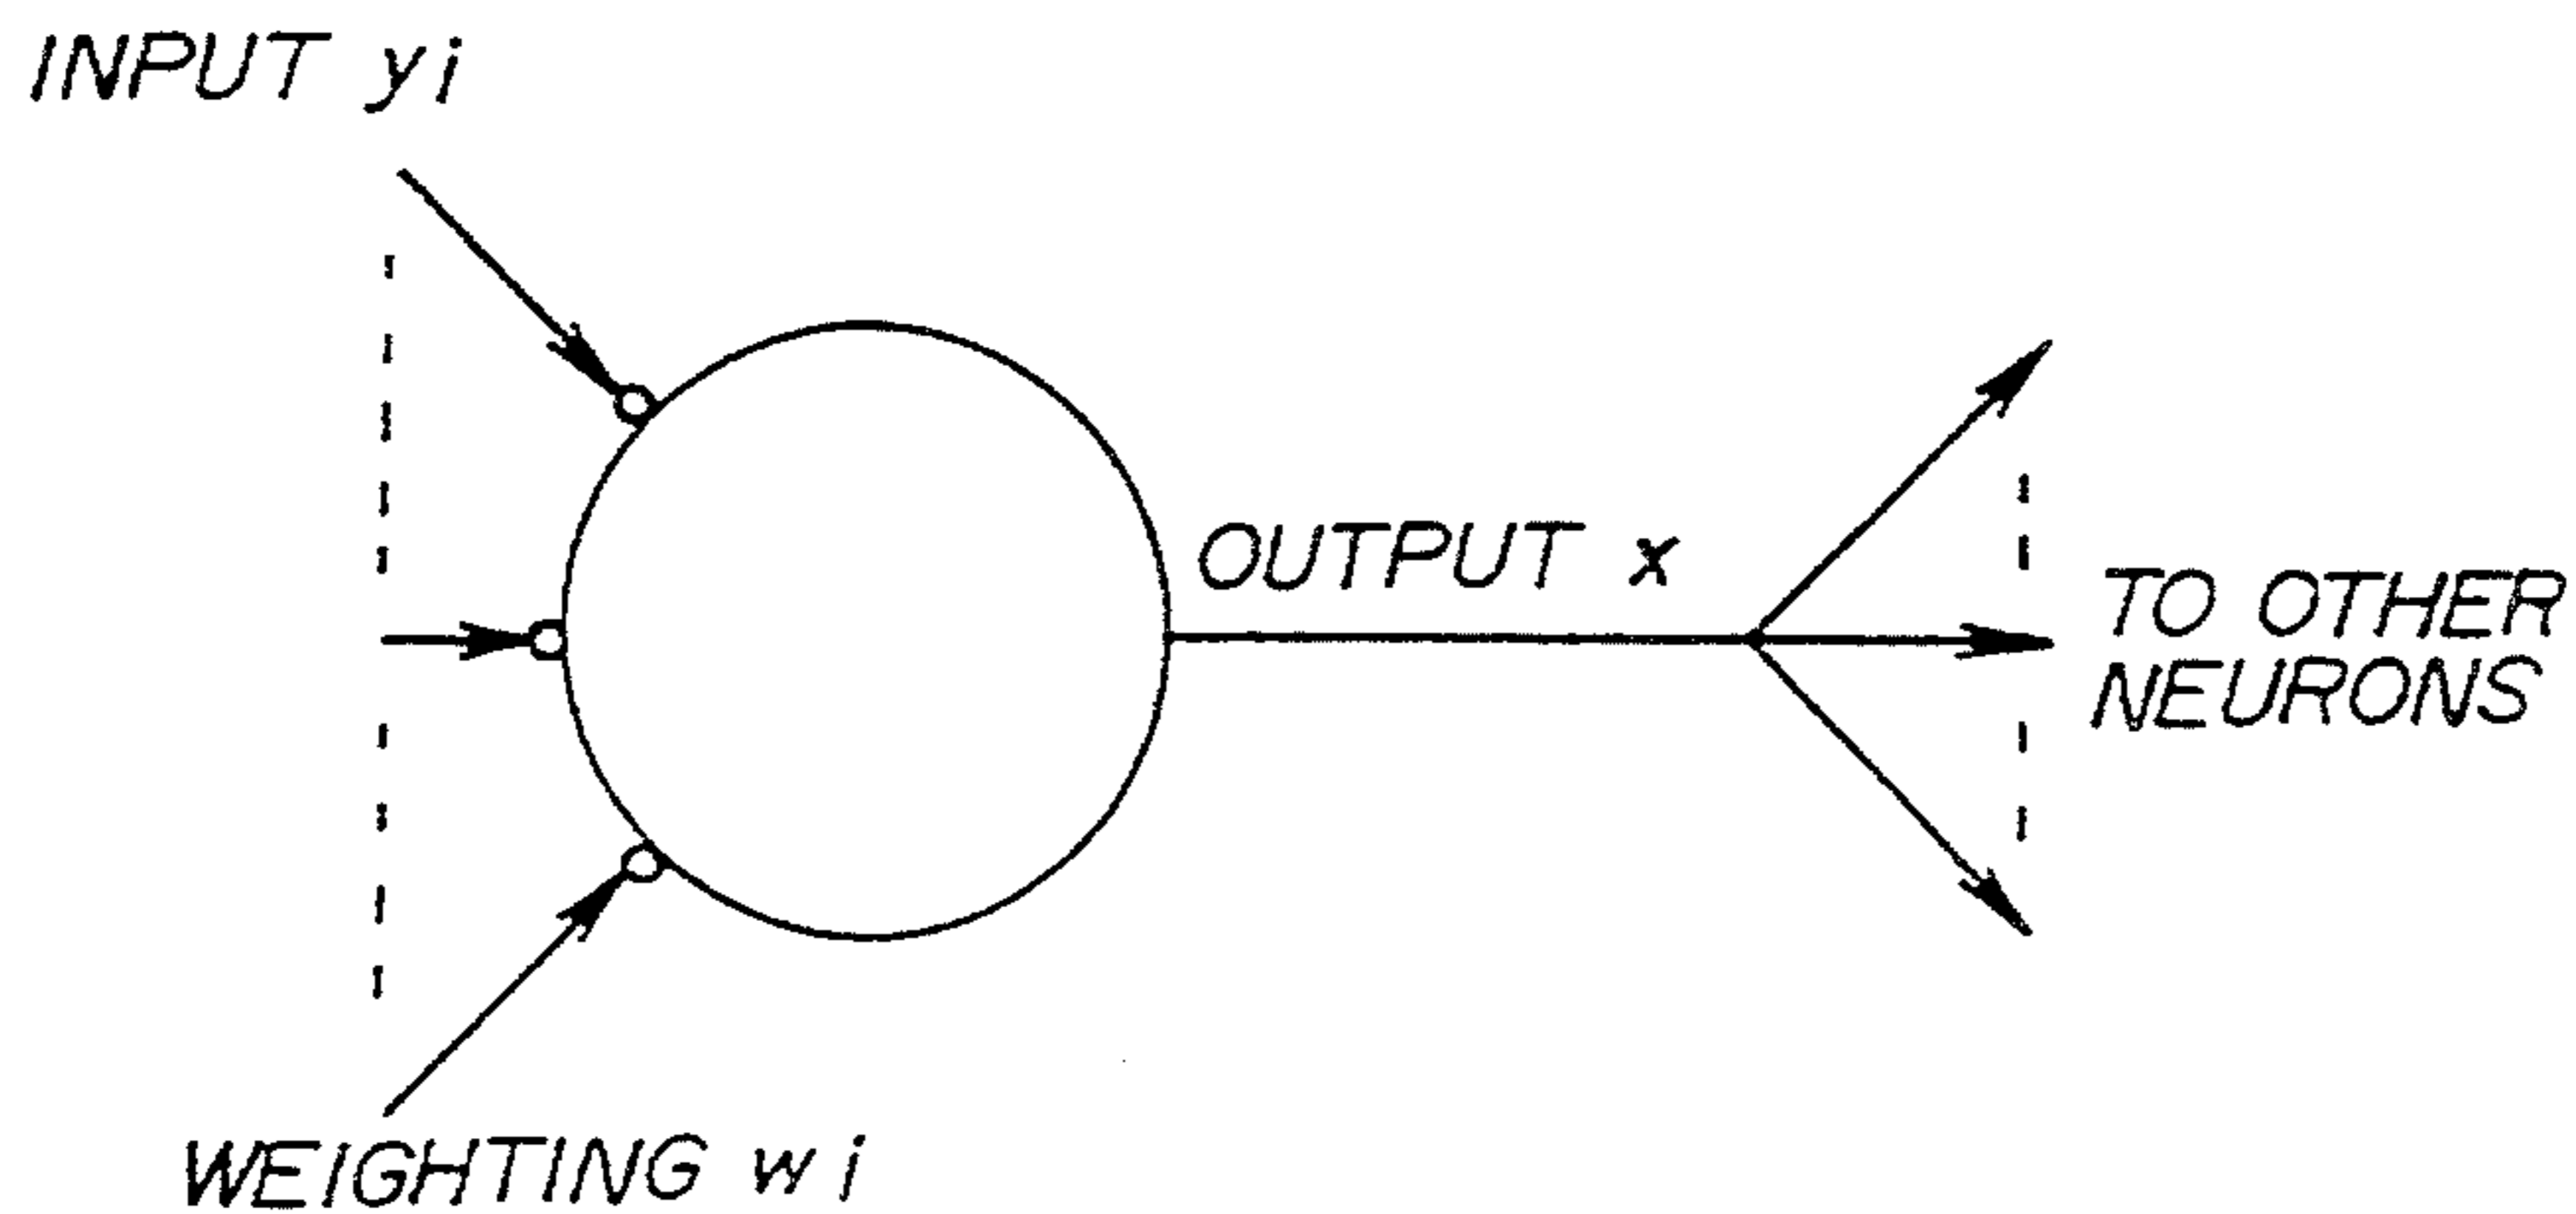 INPUT yi
OUTPUT x
TO OTHER
NEURONS
WEIGHTING wi